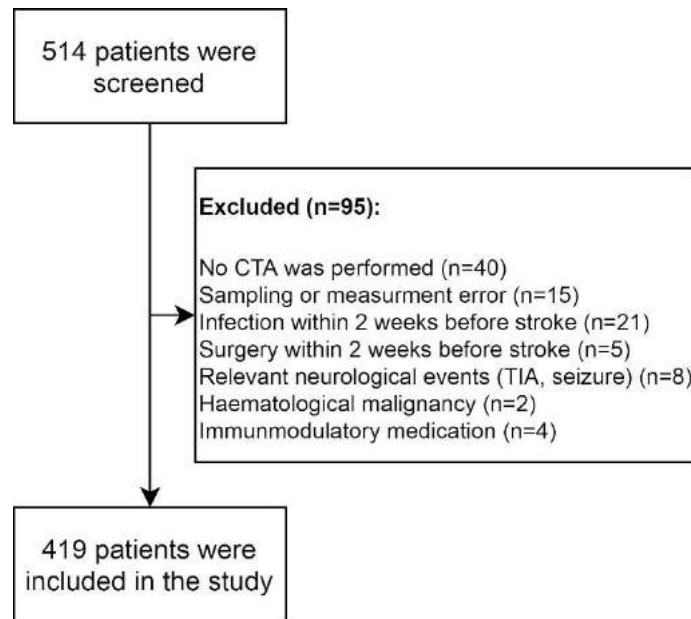 514 patients were
screened
Excluded (n=95):
No CTA was performed (n=40)
Sampling or measurment error (n=15)
Infection within 2 weeks before stroke (n=21)
Surgery within 2 weeks before stroke (n=5)
Relevant neurological events (TIA, seizure) (n=8)
Haematological malignancy (n=2)
Immunmodulatory medication (n=4)
419 patients were
included in the study